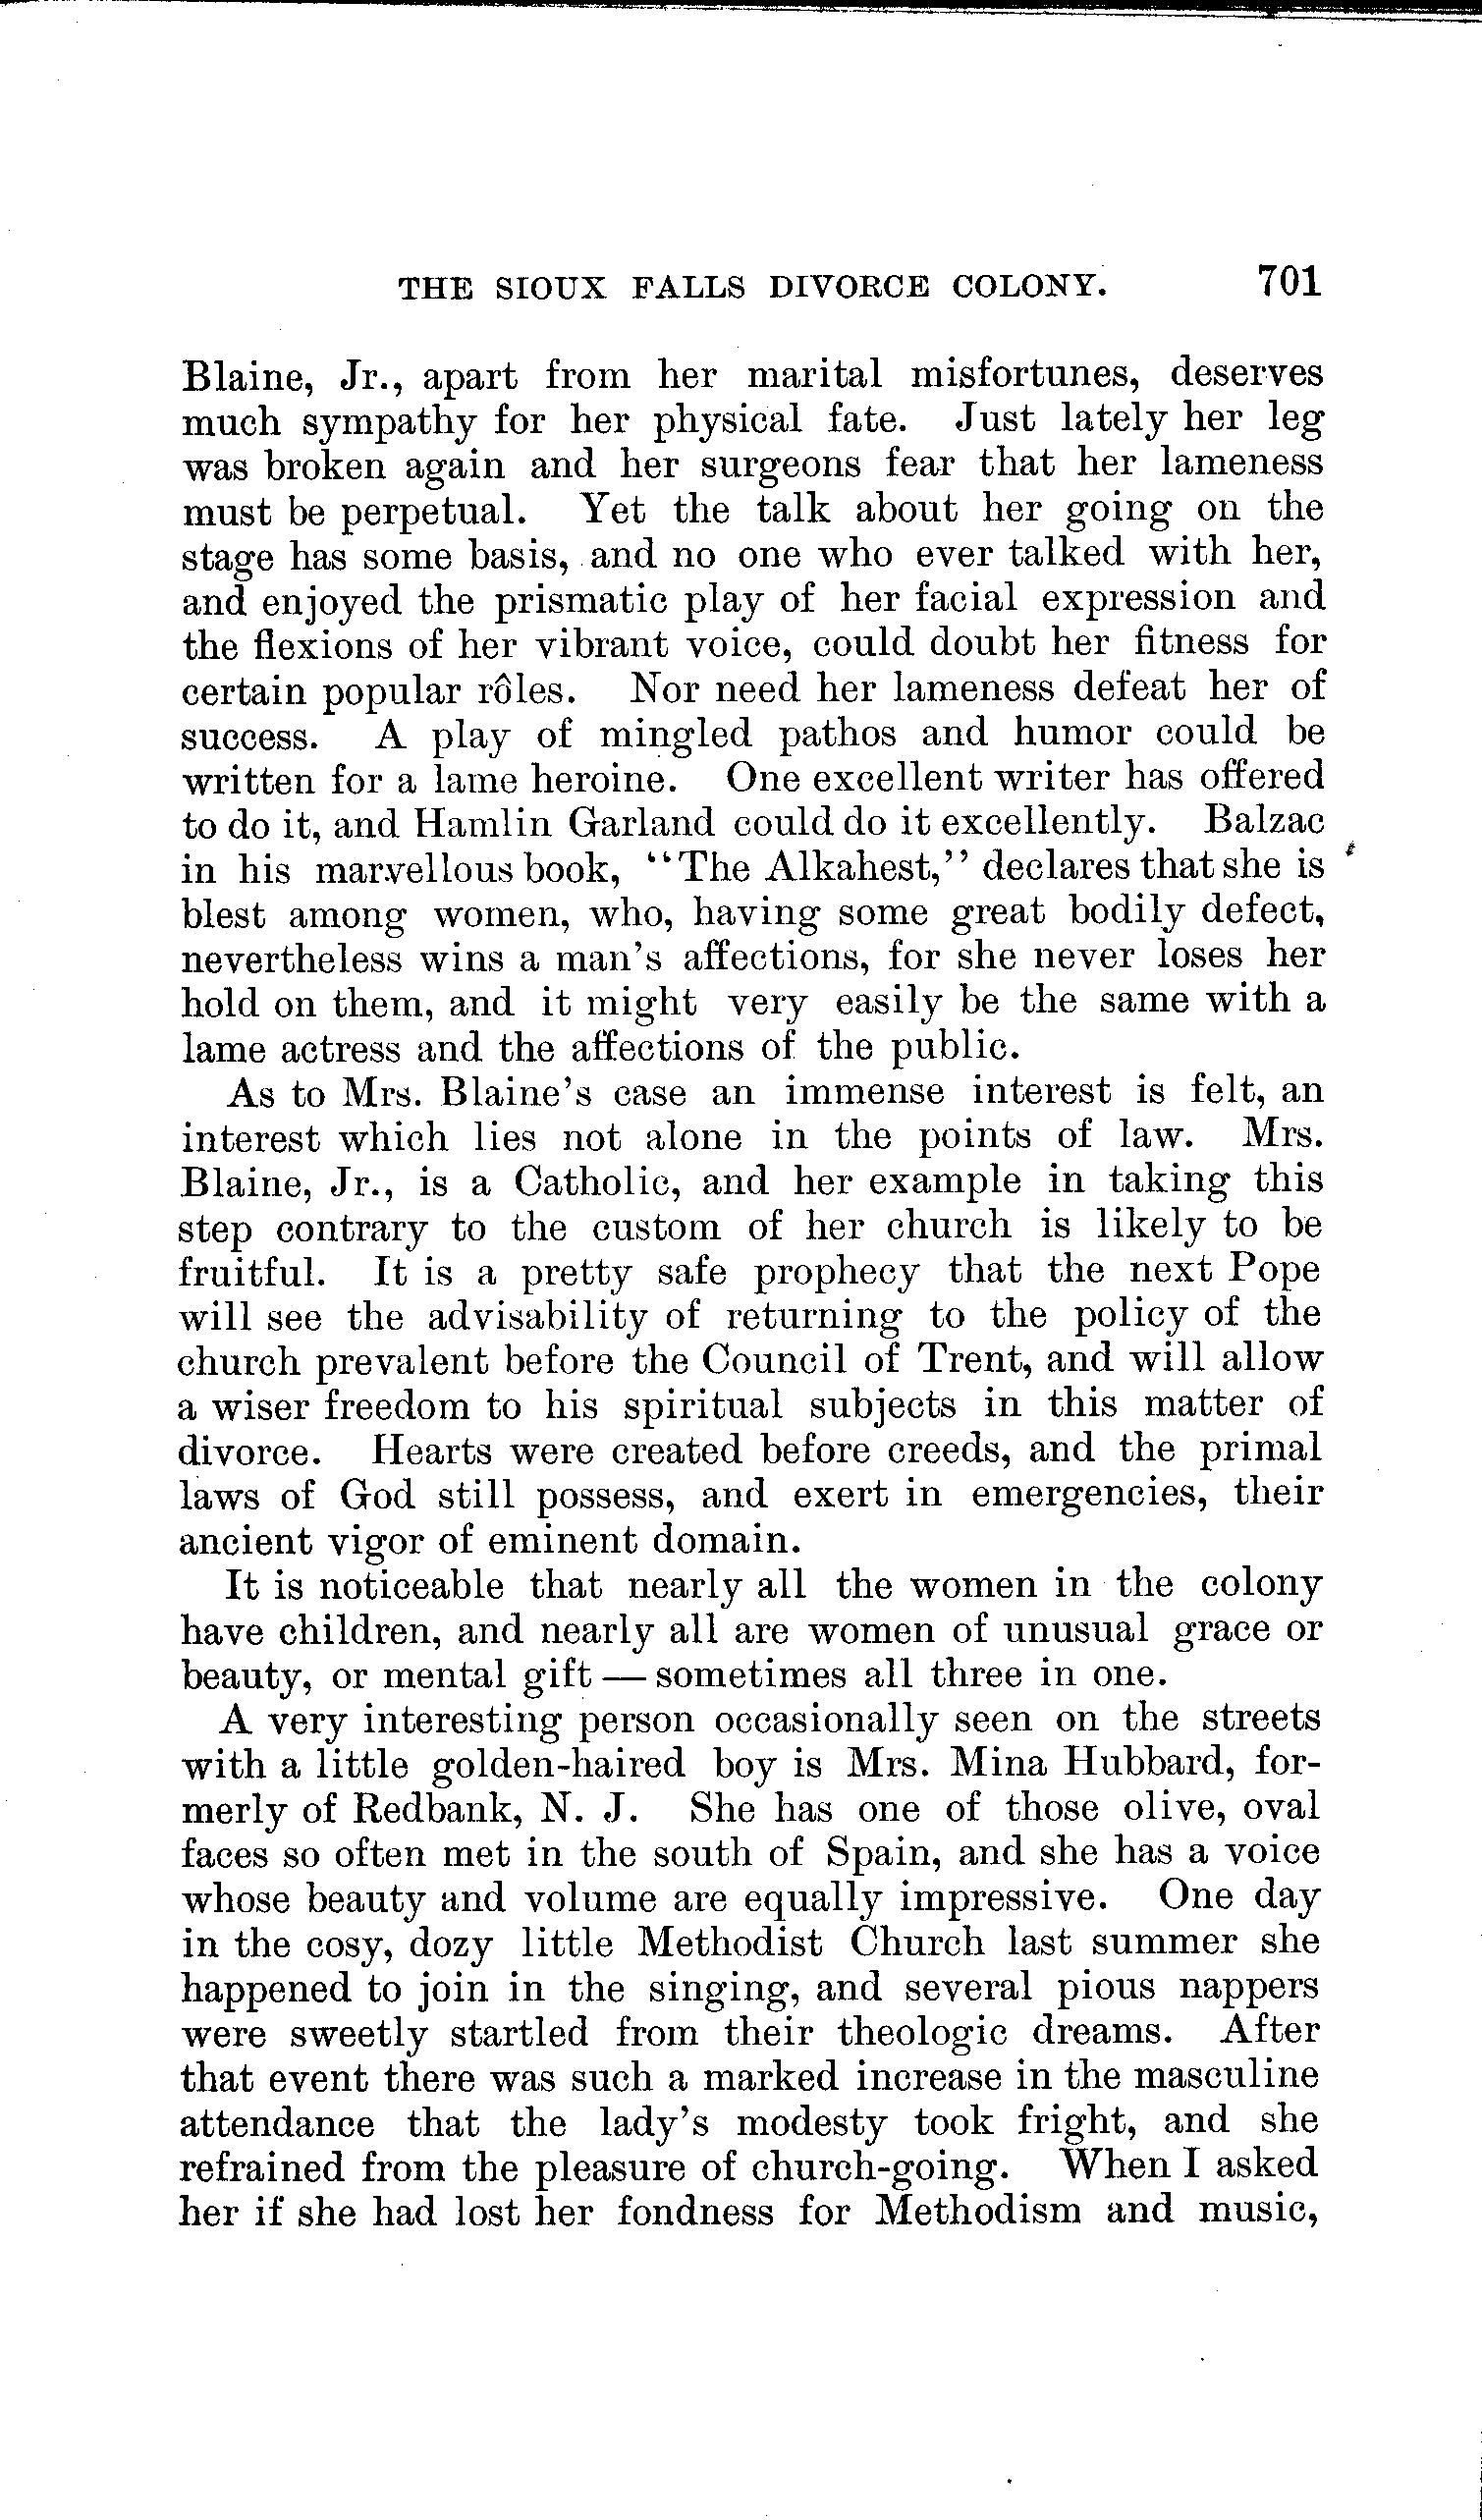 THE SIOUX FALLS DIVORCE COLONY. 701
Blaine, Jr., apart from her marital misfortunes, deserves
much sympathy for her physical fate. Just lately her leg
was broken again and her surgeons fear that her lameness
must be perpetual. Yet the talk about her going on the
stage has some basis, and no one who ever talked with her,
and enjoyed the prismatic play of her facial expression and
the flexions of her vibrant voice, could doubt her fitness for
certain popular rôles. Nor need her lameness defeat her of
success. A play of mingled pathos and humor could be
written for a lame heroine. One excellent writer has offered
to do it, and Hamlin Garland could do it excellently. Balzac
in his marvellous book, "The Alkahest," declares that she is
blest among women, who, having some great bodily defect,
nevertheless wins a man's affections, for she never loses her
hold on them, and it might very easily be the same with a
lame actress and the affections of the public.
As to Mrs. Blaine's case an immense interest is felt, an
interest which lies not alone in the points of law. Mrs.
Blaine, Jr., is a Catholic, and her example in taking this
step contrary to the custom of her church is likely to be
fruitful. It is a pretty safe prophecy that the next Pope
will see the advisability of returning to the policy of the
church prevalent before the Council of Trent, and will allow
a wiser freedom to his spiritual subjects in this matter of
divorce. Hearts were created before creeds, and the primal
laws of God still possess, and exert in emergencies, their
ancient vigor of eminent domain.
It is noticeable that nearly all the women in the colony
have children, and nearly all are women of unusual grace or
beauty, or mental gift — sometimes all three in one.
A very interesting person occasionally seen on the streets
with a little golden-haired boy is Mrs. Mina Hubbard, for-
merly of Redbank, N. J. She has one of those olive, oval
faces so often met in the south of Spain, and she has a voice
whose beauty and volume are equally impressive. One day
in the cosy, dozy little Methodist Church last summer she
happened to join in the singing, and several pious nappers
were sweetly startled from their theologic dreams. After
that event there was such a marked increase in the masculine
attendance that the lady's modesty took fright, and she
refrained from the pleasure of church-going. When I asked
her if she had lost her fondness for Methodism and music,